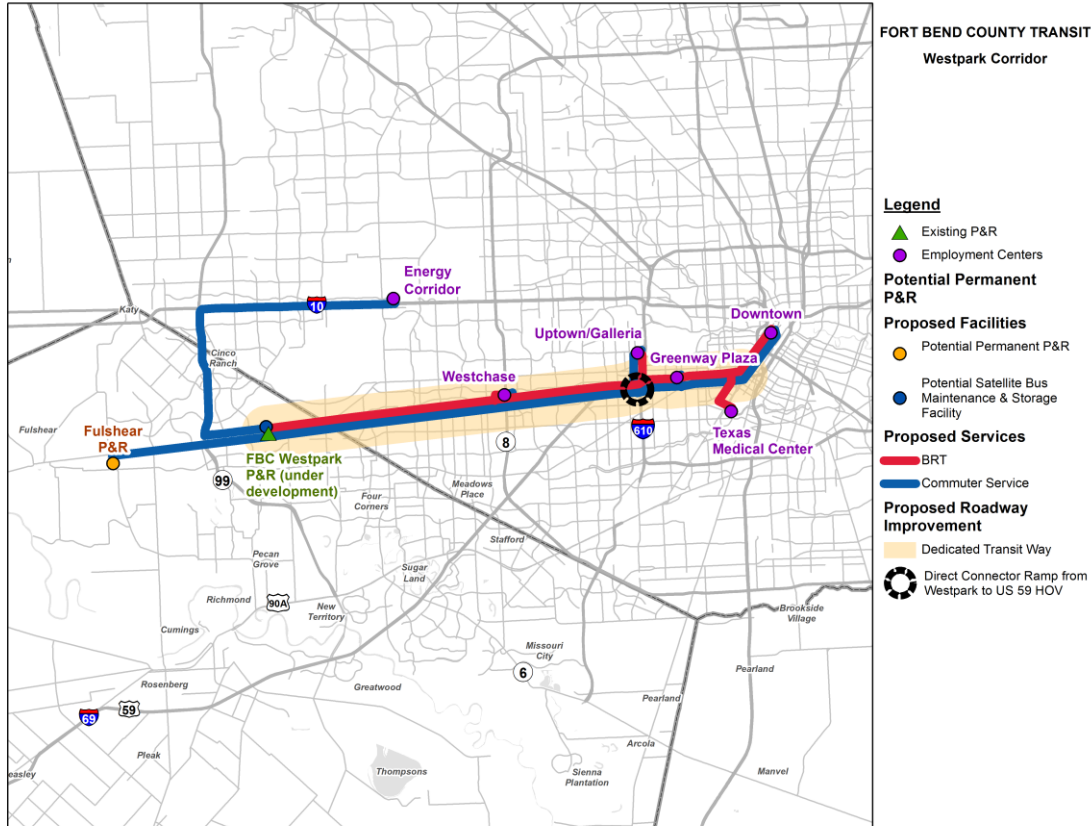 FORT BEND COUNTY TRANSIT
Westpark Corridor
Legend
Existing P&R
Employment Centers
Potential Permanent
P&R
Proposed Facilities
Potential Permanent P&R
Potential Satellite Bus
Maintenance & Storage
Facility
Proposed Services
BRT
Commuter Service
Proposed Roadway
Improvement
Dedicated Transit Way
Direct Connector Ramp from
Westpark to US 59 HOV
Energy
Corridor
10
Katy
Downtown
Uptown/Galleria
Cinco
Ranch
Greenway Plaza
Westchase
Fulshear
Fulshear
P&R
FBC Westpark
P&R (under
development)
8
610
Texas
Medical Center
99
Four
Corners
Meadows
Place
Stafford
Pecan
Grove
Sugar
Land
Richmond
90A
New
Territory
Brookside
Village
Cumings
Missouri
City
6
Pearland
Rosenberg
Greatwood
Pearland
69
59
Pleak
Arcola
easley
Thompsons
Sienna
Plantation
Manvel